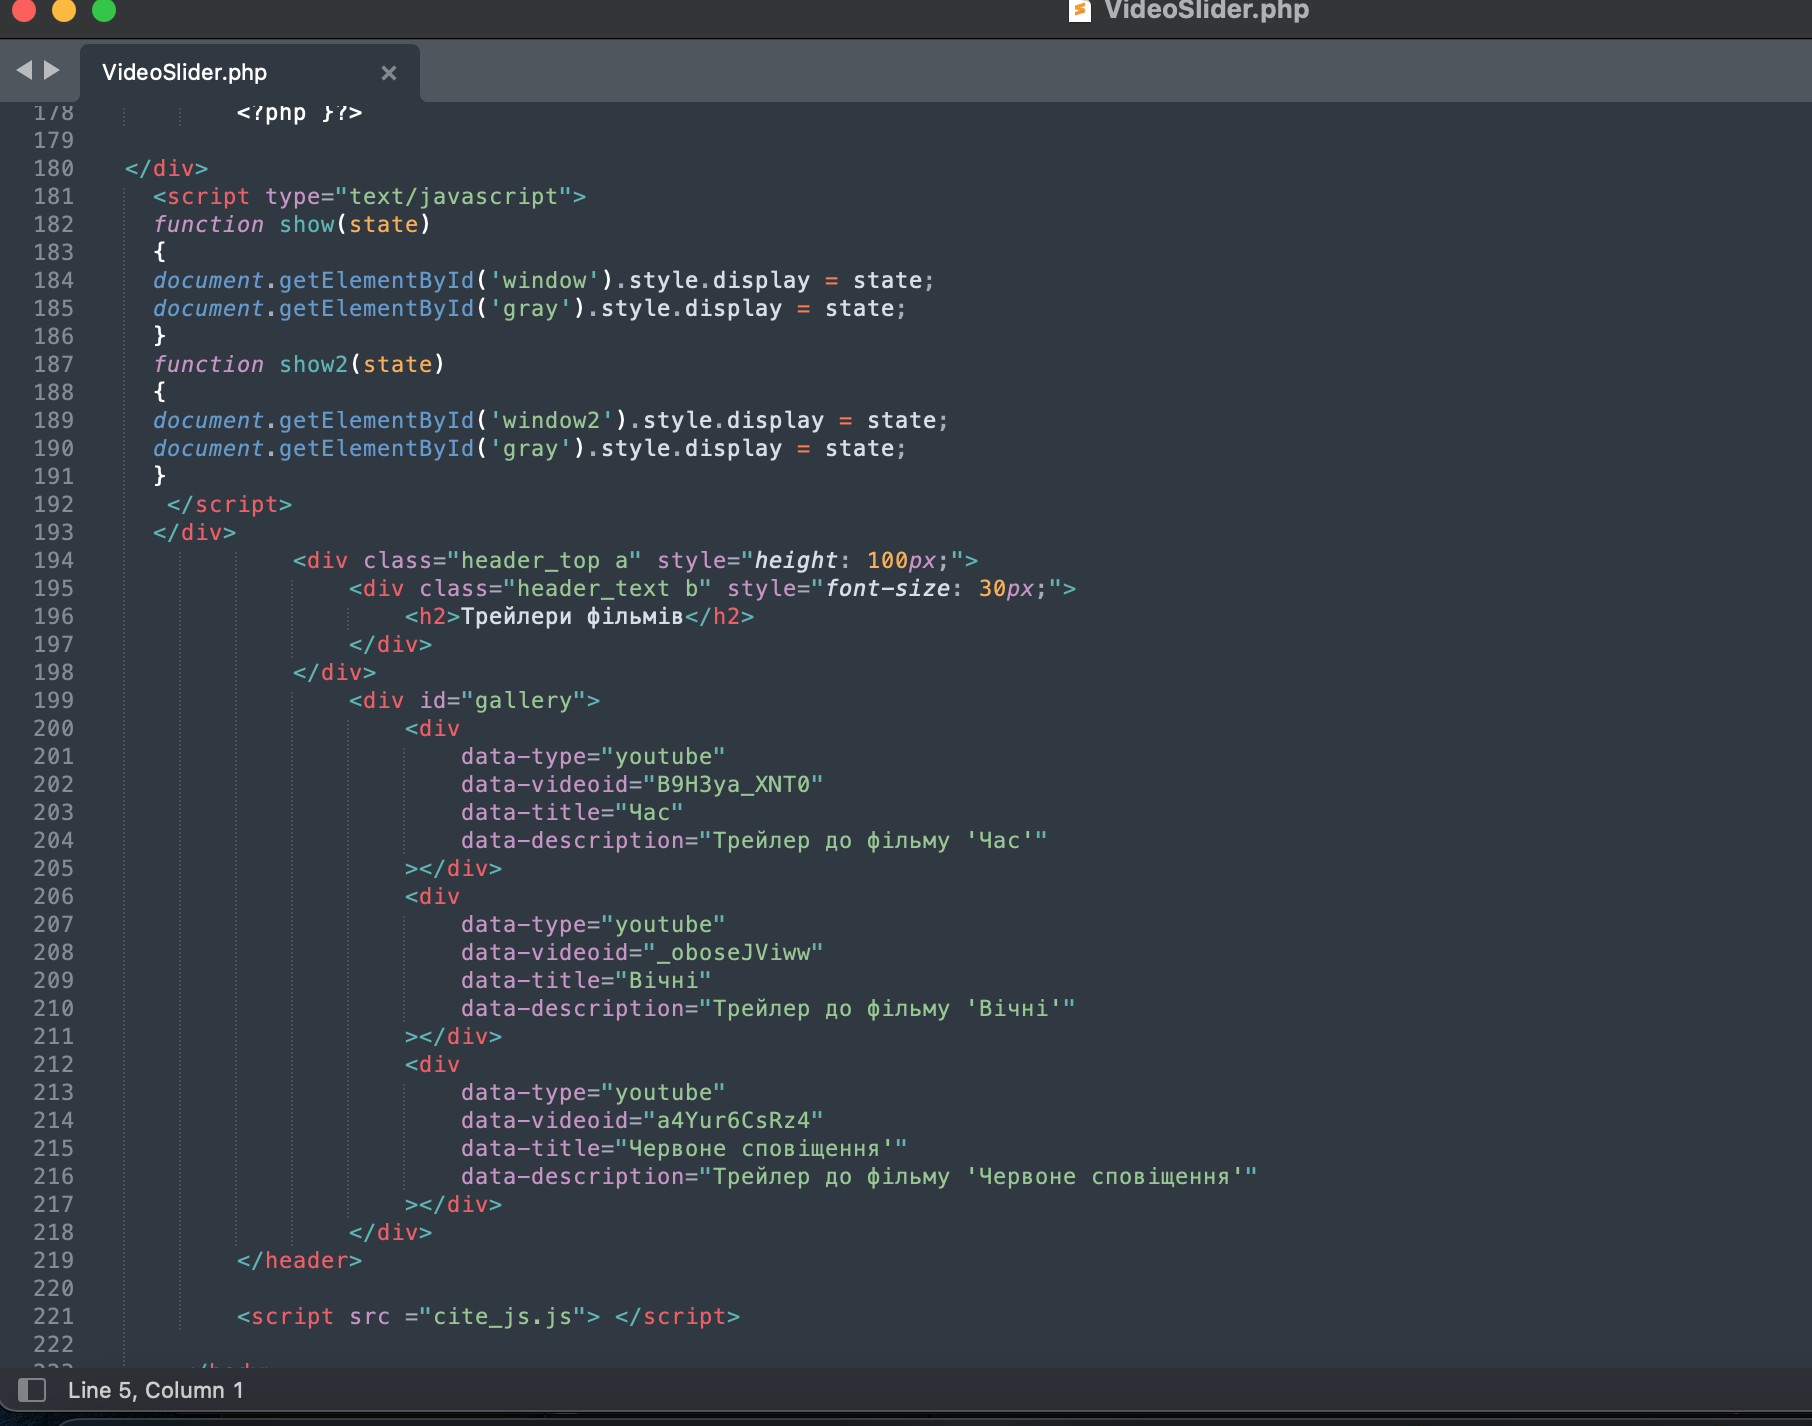 VideoSlider.php
VideoSlider.php ×
178 <?php }?>
179
180 </div>
181 <script type="text/javascript">
182 function show(state)
183 {
184 document.getElementById('window').style.display = state;
185 document.getElementById('gray').style.display = state;
186 }
187 function show2(state)
188 {
189 document.getElementById('window2').style.display = state;
190 document.getElementById('gray').style.display = state;
191 }
192 </script>
193 </div>
194 <div class="header_top a" style="height: 100px;">
195 <div class="header_text b" style="font-size: 30px;">
196 <h2>Трейлери фільмів</h2>
197 </div>
198 </div>
199 <div id="gallery">
200 <div
201 data-type="youtube"
202 data-videoid="B9H3ya_XNT0"
203 data-title="Час"
204 data-description="Трейлер до фільму 'Час'"
205 ></div>
206 <div
207 data-type="youtube"
208 data-videoid="_oboseJViww"
209 data-title="Вічні"
210 data-description="Трейлер до фільму 'Вічні'"
211 ></div>
212 <div
213 data-type="youtube"
214 data-videoid="a4Yur6CsRz4"
215 data-title="Червоне сповіщення'"
216 data-description="Трейлер до фільму 'Червоне сповіщення'"
217 ></div>
218 </div>
219 </header>
220
221 <script src ="cite_js.js"> </script>
222
Line 5, Column 1